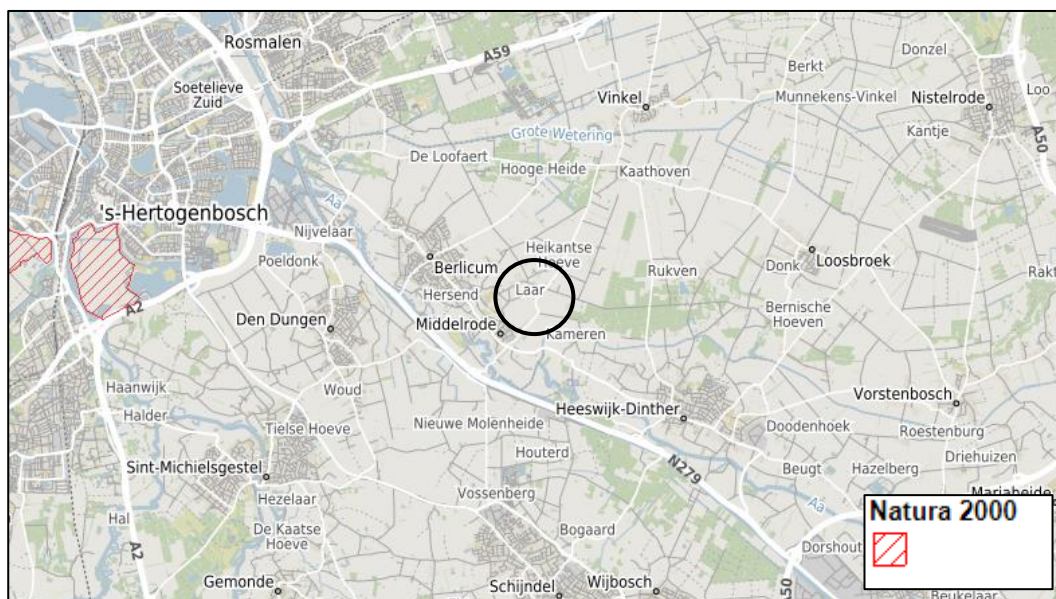 Rosmalen
A59
Donzel
Berkt
Soetelieve
Zuid
Vinkel
Munnekens-Vinkel
Nistelrode
Loo
Grote Wetering
Kantje
A50
De Loofaert
Hooge Heide
Kaathoven
Aa
's-Hertogenbosch
Nijvelaar
Poeldonk
Berlicum
Heikantse
Hoeve
Rukven
Donk
Loosbroek
Hersend
Laar
Bernische
Hoeven
A2
Den Dungen
Middelrode
Kameren
Haanwijk
Woud
Vorstenbosch
Halder
Tielse Hoeve
Nieuwe Molenheide
Heeswijk-Dinther
Doodenhoek
Roestenburg
Houterd
Driehuizen
Sint-Michielsgestel
N279
Beugt
Hazelberg
Hezelaar
Vossenberg
Aa
Hal
De Kaatse
Hoeve
Bogaard
A2
Dorshout
Gemonde
Schijndel
Wijbosch
A50
Natura 2000